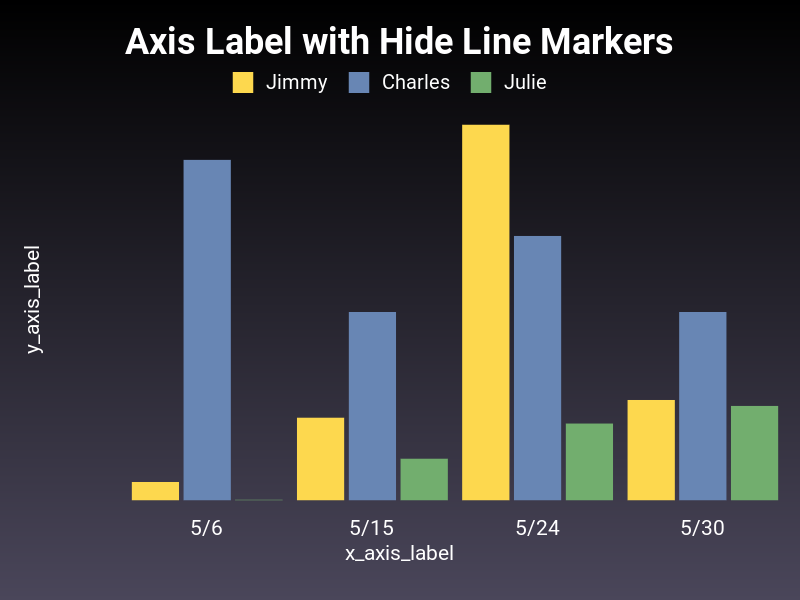 Axis Label with Hide Line Markers
Jimmy Charles Julie
y_axis_label
5/6 5/15 5/24 5/30
x_axis_label